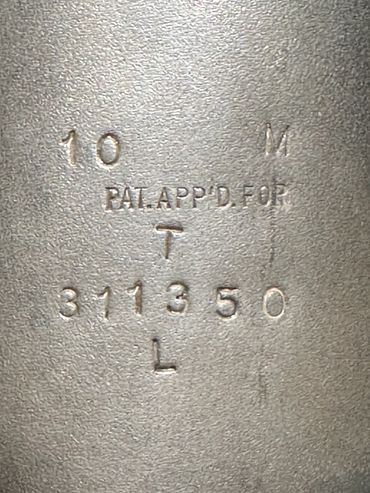 10 M
PAT. APP'D. FOR
T
311350
L